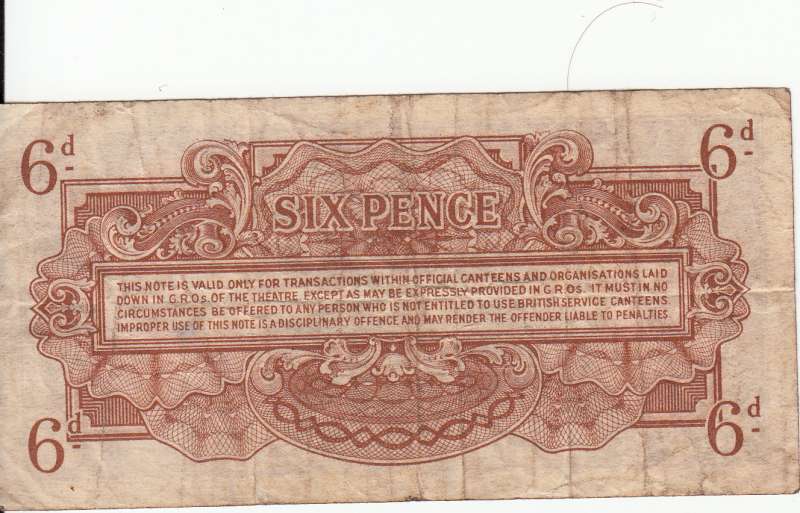 6d 6d
SIX PENCE
THIS NOTE IS VALID ONLY FOR TRANSACTIONS WITHIN OFFICIAL CANTEENS AND ORGANISATIONS LAID
DOWN IN G.R.Os. OF THE THEATRE, EXCEPT AS MAY BE EXPRESSLY PROVIDED IN G.R.Os. IT MUST IN NO
CIRCUMSTANCES BE OFFERED TO ANY PERSON WHO IS NOT ENTITLED TO USE BRITISH SERVICE CANTEENS.
IMPROPER USE OF THIS NOTE IS A DISCIPLINARY OFFENCE, AND MAY RENDER THE OFFENDER LIABLE TO PENALTIES.
6d 6d